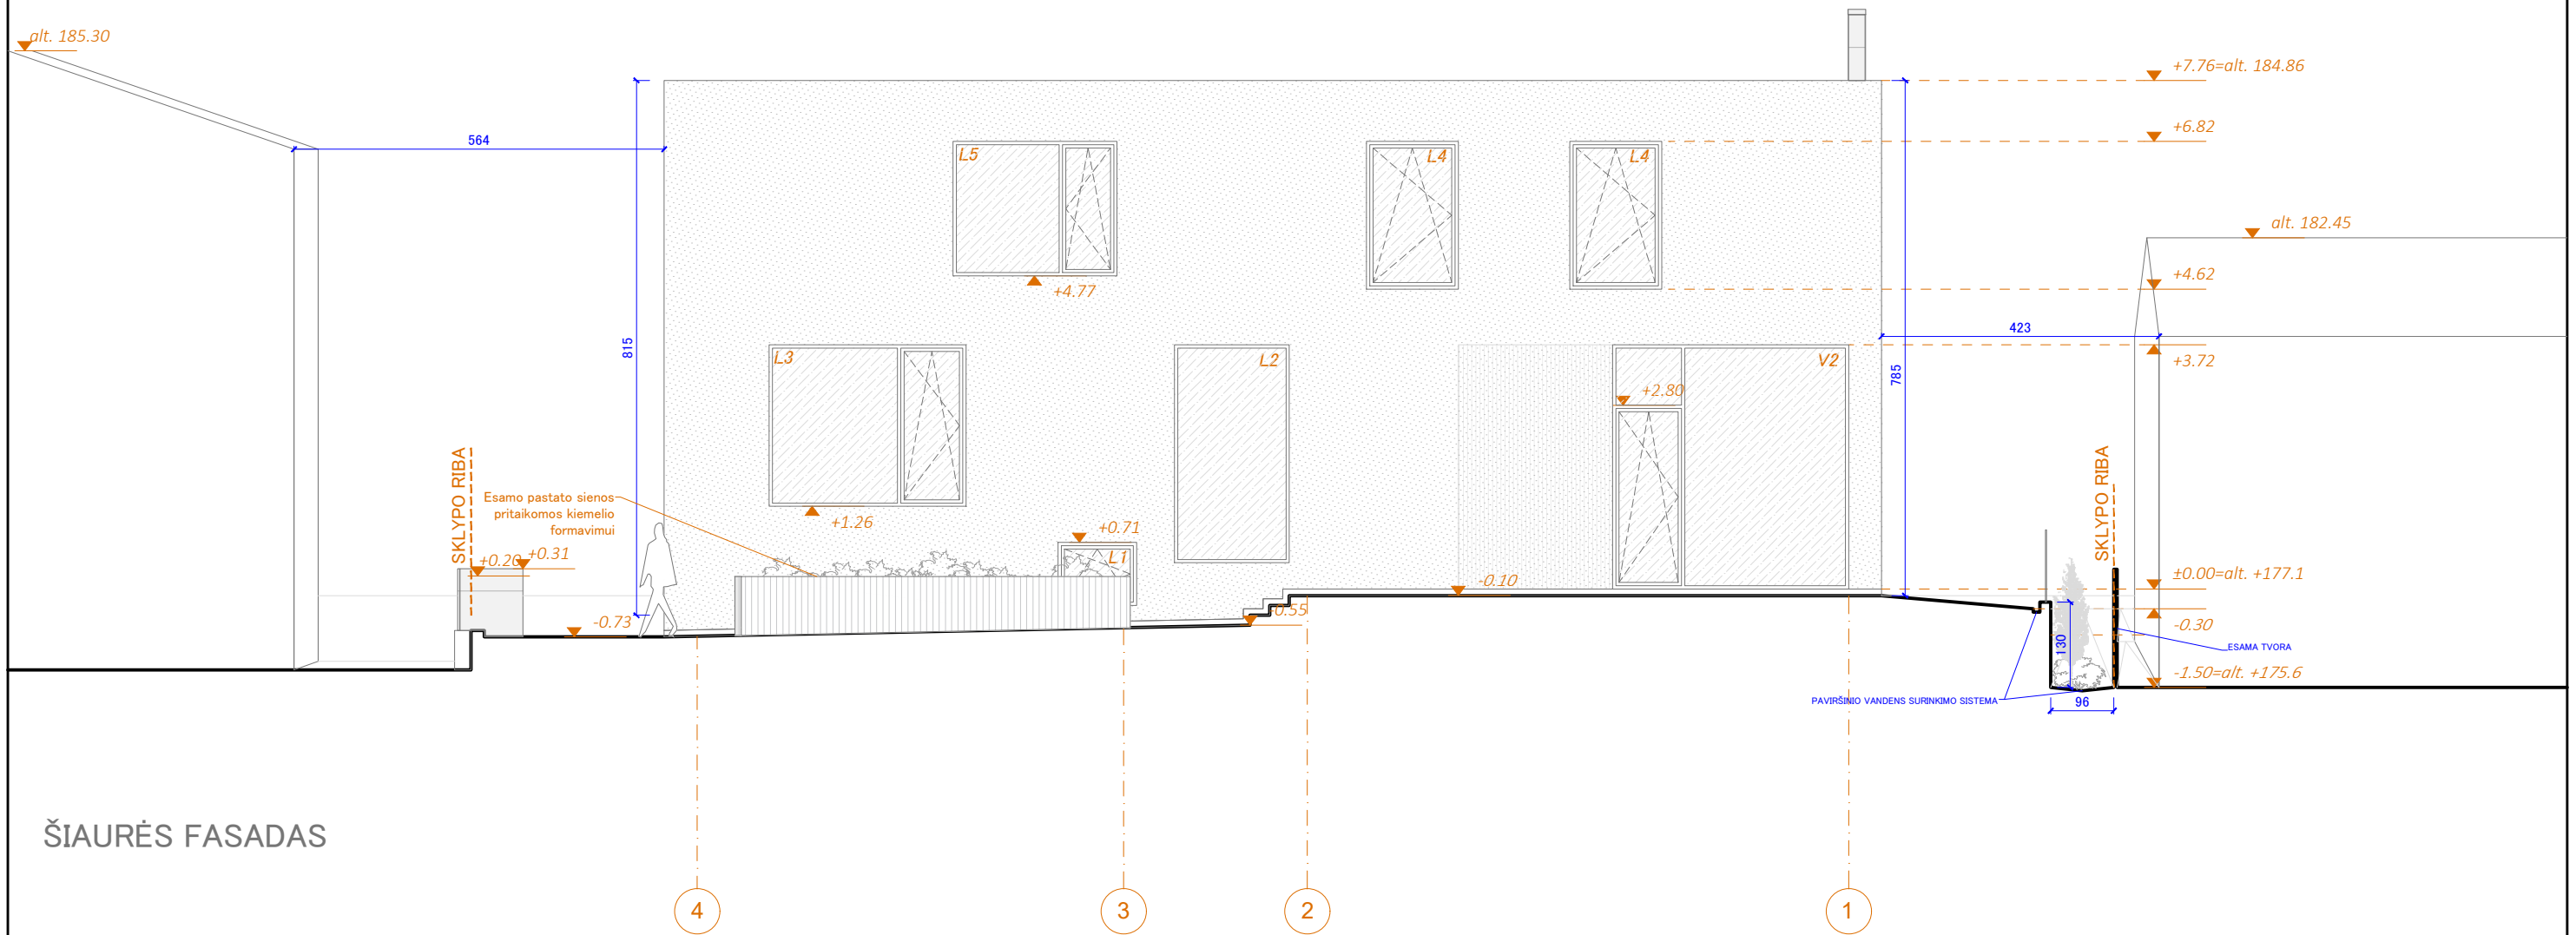 alt. 185.30
+7.76=alt. 184.86
+6.82
564
L5
L4
L4
alt. 182.45
+4.62
+4.77
423
815
785
L3
L2
V2
+3.72
+2.80
SKLYPO RIBA
SKLYPO RIBA
Esamo pastato sienos
pritaikomos kiemelio
formavimui
+1.26
+0.71
L1
+0.20
+0.31
-0.10
±0.00=alt. +177.1
-0.55
-0.73
-0.30
130
ESAMA TVORA
-1.50=alt. +175.6
PAVIRŠINIO VANDENS SURINKIMO SISTEMA
96
ŠIAURĖS FASADAS
4
3
2
1